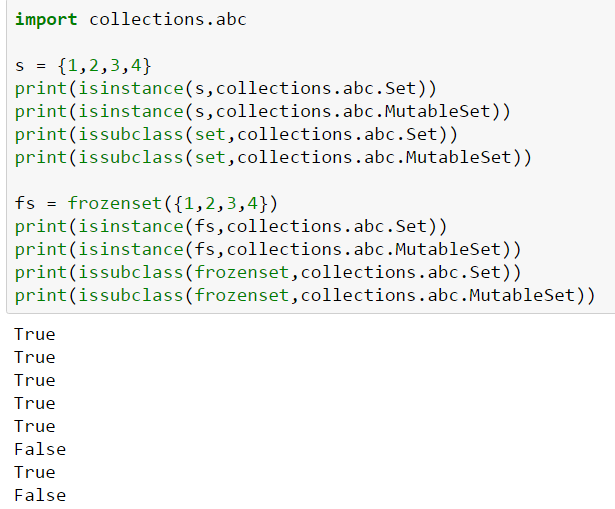 import collections.abc
s = {1,2,3,4}
print(isinstance(s,collections.abc.Set))
print(isinstance(s,collections.abc.MutableSet))
print(issubclass(set,collections.abc.Set))
print(issubclass(set,collections.abc.MutableSet))
fs = frozenset({1,2,3,4})
print(isinstance(fs,collections.abc.Set))
print(isinstance(fs,collections.abc.MutableSet))
print(issubclass(frozenset,collections.abc.Set))
print(issubclass(frozenset,collections.abc.MutableSet))
True
True
True
True
True
False
True
False